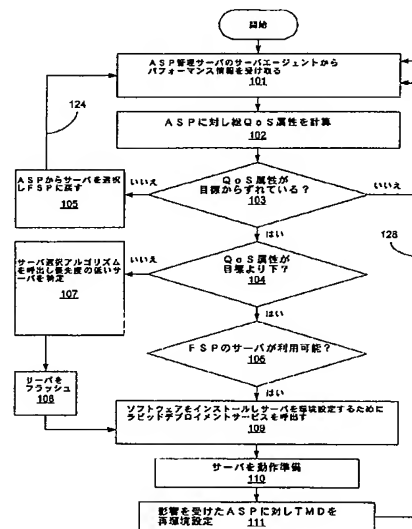 開始
ASP管理サーバのサーバエージェントから
パフォーマンス情報を受け取る
101
124
ASPに対し総QoS属性を計算
102
QoS属性が
目標からずれている?
103
いいえ
いいえ
ASPからサーバを選択
しFSPに戻す
105
はい
128
サーバ選択アルゴリズム
を呼出し優先度の低いサ
ーバを特定
107
いいえ
QoS属性が
目標より下?
104
はい
FSPのサーバが利用可能?
106
はい
サーバを
フラッシュ
108
ソフトウェアをインストールしサーバを環境設定するために
ラピッドデプロイメントサービスを呼出す
109
サーバを動作準備
110
影響を受けたASPに対しTMDを
再環境設定
111